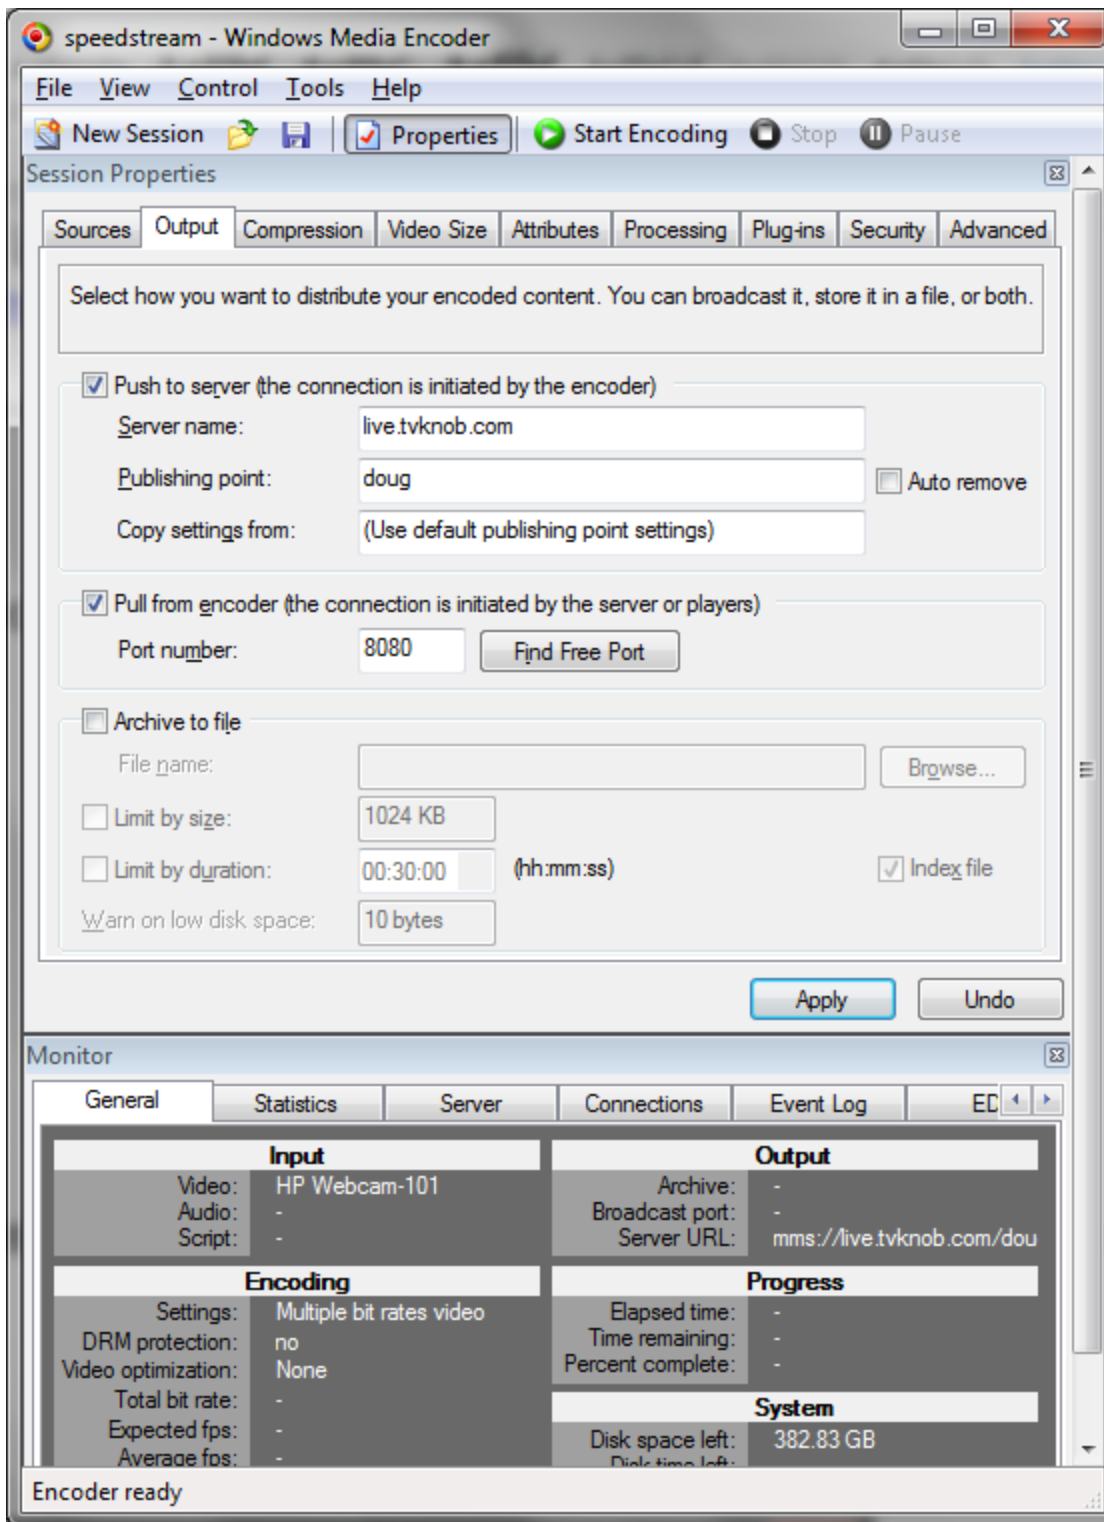 speedstream - Windows Media Encoder
File View Control Tools Help
New Session Properties Start Encoding Stop Pause
Session Properties
Sources Output Compression Video Size Attributes Processing Plug-ins Security Advanced
Select how you want to distribute your encoded content. You can broadcast it, store it in a file, or both.
Push to server (the connection is initiated by the encoder)
Server name: live.tvknob.com
Publishing point: doug Auto remove
Copy settings from: (Use default publishing point settings)
Pull from encoder (the connection is initiated by the server or players)
Port number: 8080 Find Free Port
Archive to file
File name: Browse...
Limit by size: 1024 KB
Limit by duration: 00:30:00 (hh:mm:ss) Index file
Warn on low disk space: 10 bytes
Apply Undo
Monitor
General Statistics Server Connections Event Log ED
Input
Video: HP Webcam-101
Audio: -
Script: -
Output
Archive: -
Broadcast port: -
Server URL: mms://live.tvknob.com/dou
Encoding
Settings: Multiple bit rates video
DRM protection: no
Video optimization: None
Total bit rate: -
Expected fps: -
Average fps: -
Progress
Elapsed time: -
Time remaining: -
Percent complete: -
System
Disk space left: 382.83 GB
Disk time left:
Encoder ready